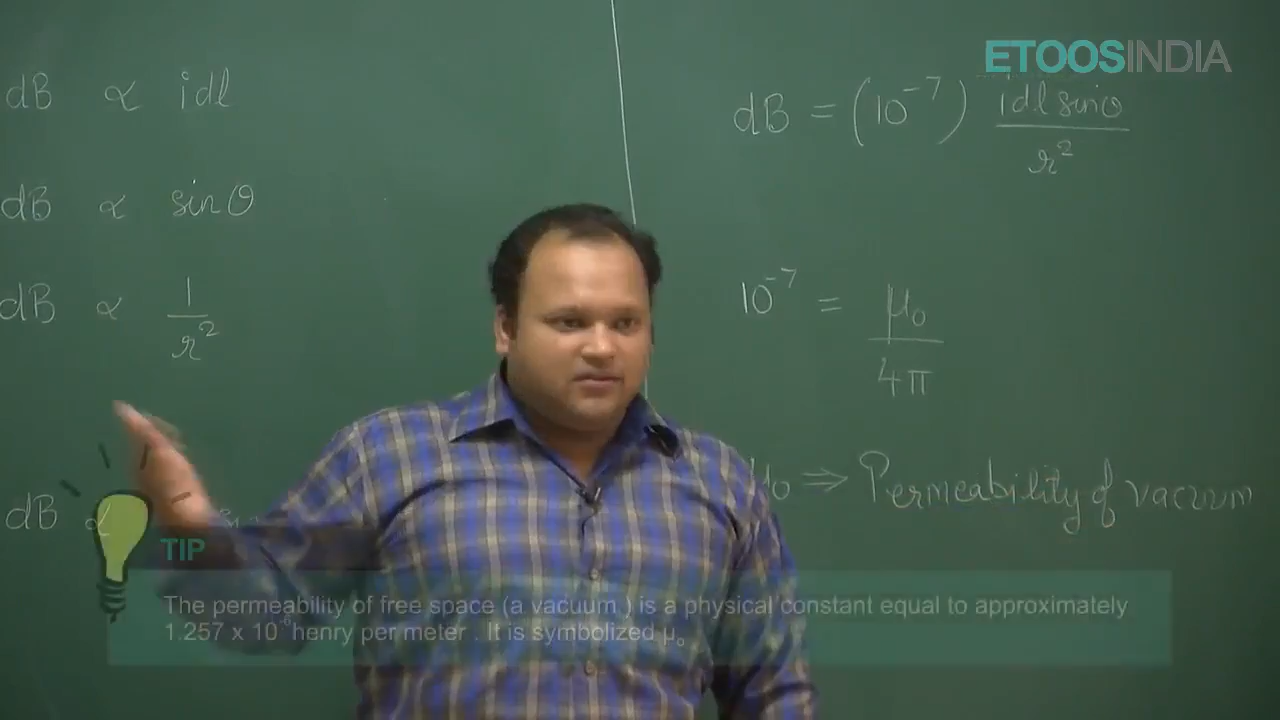 ETOOSINDIA
dB ∝ idl
dB ∝ sinθ
dB ∝ 1/r²
dB ∝
dB = (10⁻⁷) idl sinθ/r²
10⁻⁷ = μ₀/4π
μ₀ ⇒ Permeability of vacuum
TIP
The permeability of free space (a vacuum ) is a physical constant equal to approximately
1.257 x 10⁻⁶ henry per meter . It is symbolized μ₀